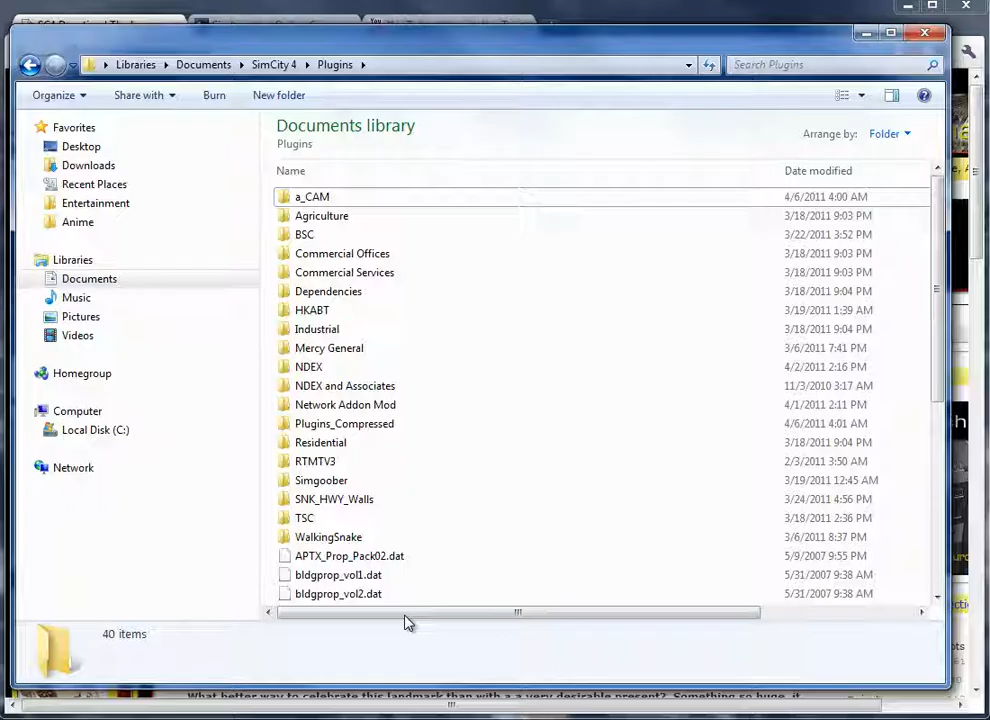 Libraries Documents SimCity 4 Plugins Search Plugins
Organize Share with Burn New folder
Favorites
Desktop
Downloads
Recent Places
Entertainment
Anime
Libraries
Documents
Music
Pictures
Videos
Homegroup
Computer
Local Disk (C:)
Network
Documents library
Plugins
Arrange by: Folder
Name Date modified
a_CAM 4/6/2011 4:00 AM
Agriculture 3/18/2011 9:03 PM
BSC 3/22/2011 3:52 PM
Commercial Offices 3/18/2011 9:03 PM
Commercial Services 3/18/2011 9:03 PM
Dependencies 3/18/2011 9:04 PM
HKABT 3/19/2011 1:39 AM
Industrial 3/18/2011 9:04 PM
Mercy General 3/6/2011 7:41 PM
NDEX 4/2/2011 2:16 PM
NDEX and Associates 11/3/2010 3:17 AM
Network Addon Mod 4/1/2011 2:11 PM
Plugins_Compressed 4/6/2011 4:01 AM
Residential 3/18/2011 9:04 PM
RTMTV3 2/3/2011 3:50 AM
Simgoober 3/19/2011 12:45 AM
SNK_HWY_Walls 3/24/2011 4:56 PM
TSC 3/18/2011 2:36 PM
WalkingSnake 3/6/2011 8:37 PM
APTX_Prop_Pack02.dat 5/9/2007 9:55 PM
bldgprop_vol1.dat 5/31/2007 9:38 AM
bldgprop_vol2.dat 5/31/2007 9:38 AM
40 items
What better way to celebrate this landmark than with a a very desirable present? Something so huge, it